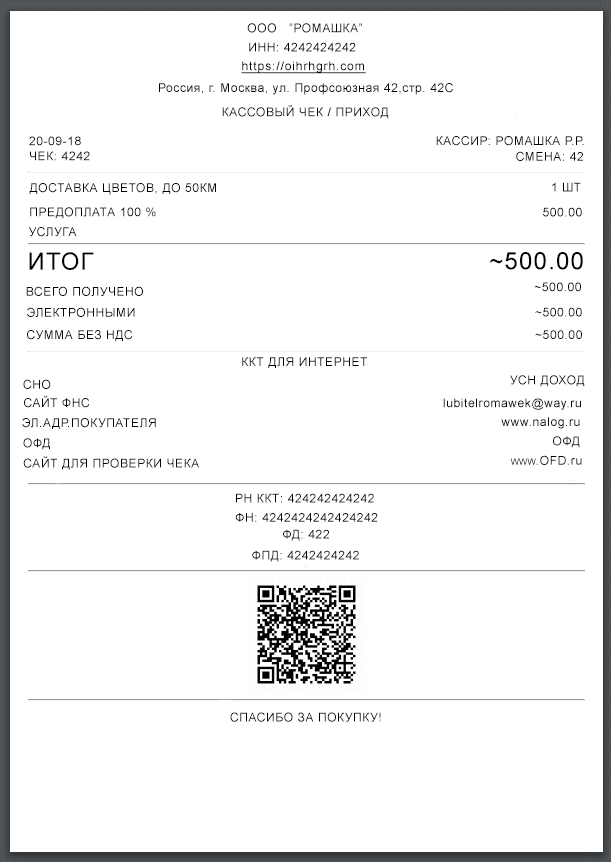 ООО "РОМАШКА"
ИНН: 4242424242
https://oihrhgrh.com
Россия, г. Москва, ул. Профсоюзная 42,стр. 42С
КАССОВЫЙ ЧЕК / ПРИХОД
20-09-18 КАССИР: РОМАШКА Р.Р.
ЧЕК: 4242 СМЕНА: 42
ДОСТАВКА ЦВЕТОВ, ДО 50КМ 1 ШТ
ПРЕДОПЛАТА 100 % 500.00
УСЛУГА
ИТОГ ~500.00
ВСЕГО ПОЛУЧЕНО ~500.00
ЭЛЕКТРОННЫМИ ~500.00
СУММА БЕЗ НДС ~500.00
ККТ ДЛЯ ИНТЕРНЕТ
СНО УСН ДОХОД
САЙТ ФНС lubitelromawek@way.ru
ЭЛ.АДР.ПОКУПАТЕЛЯ www.nalog.ru
ОФД ОФД
САЙТ ДЛЯ ПРОВЕРКИ ЧЕКА www.OFD.ru
РН ККТ: 424242424242
ФН: 4242424242424242
ФД: 422
ФПД: 4242424242
СПАСИБО ЗА ПОКУПКУ!